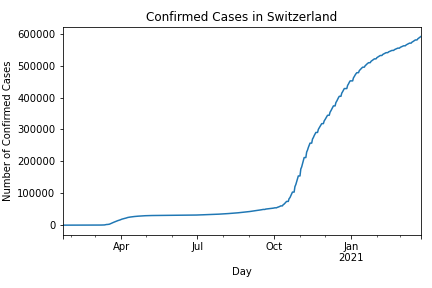 Confirmed Cases in Switzerland
600000
500000
400000
300000
200000
100000
0
Number of Confirmed Cases
Apr
Jul
Oct
Jan
2021
Day